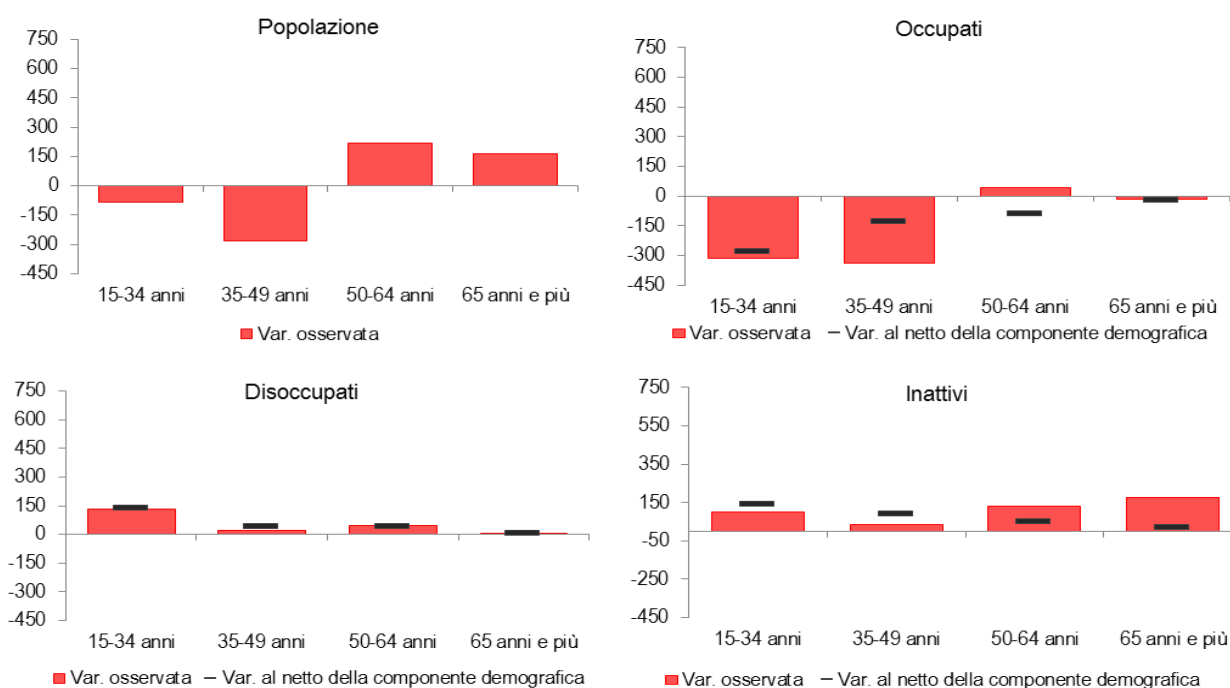 Popolazione
750
600
450
300
150
0
-150
-300
-450
15-34 anni 35-49 anni 50-64 anni 65 anni e più
Var. osservata
Occupati
750
600
450
300
150
0
-150
-300
-450
15-34 anni 35-49 anni 50-64 anni 65 anni e più
Var. osservata Var. al netto della componente demografica
Disoccupati
750
600
450
300
150
0
-150
-300
-450
15-34 anni 35-49 anni 50-64 anni 65 anni e più
Var. osservata Var. al netto della componente demografica
Inattivi
750
550
350
150
-50
-250
-450
15-34 anni 35-49 anni 50-64 anni 65 anni e più
Var. osservata Var. al netto della componente demografica